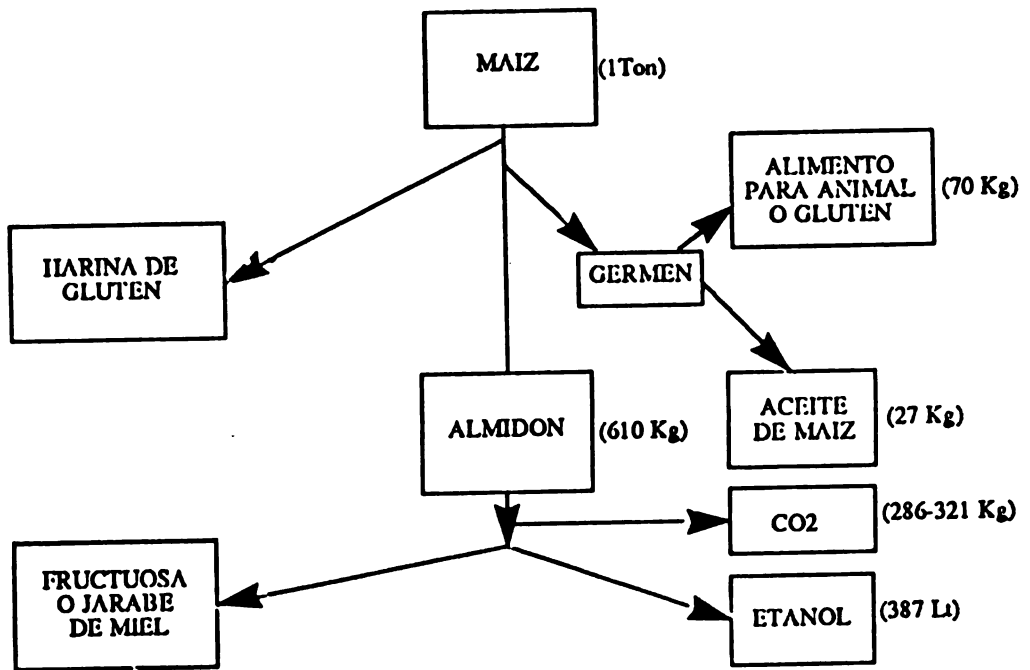 MAIZ
(1Ton)
ALIMENTO
PARA ANIMAL
O GLUTEN
(70 Kg)
HARINA DE
GLUTEN
GERMEN
ALMIDON
(610 Kg)
ACEITE
DE MAIZ
(27 Kg)
CO2
(286-321 Kg)
FRUCTUOSA
O JARABE
DE MIEL
ETANOL
(387 Lt)